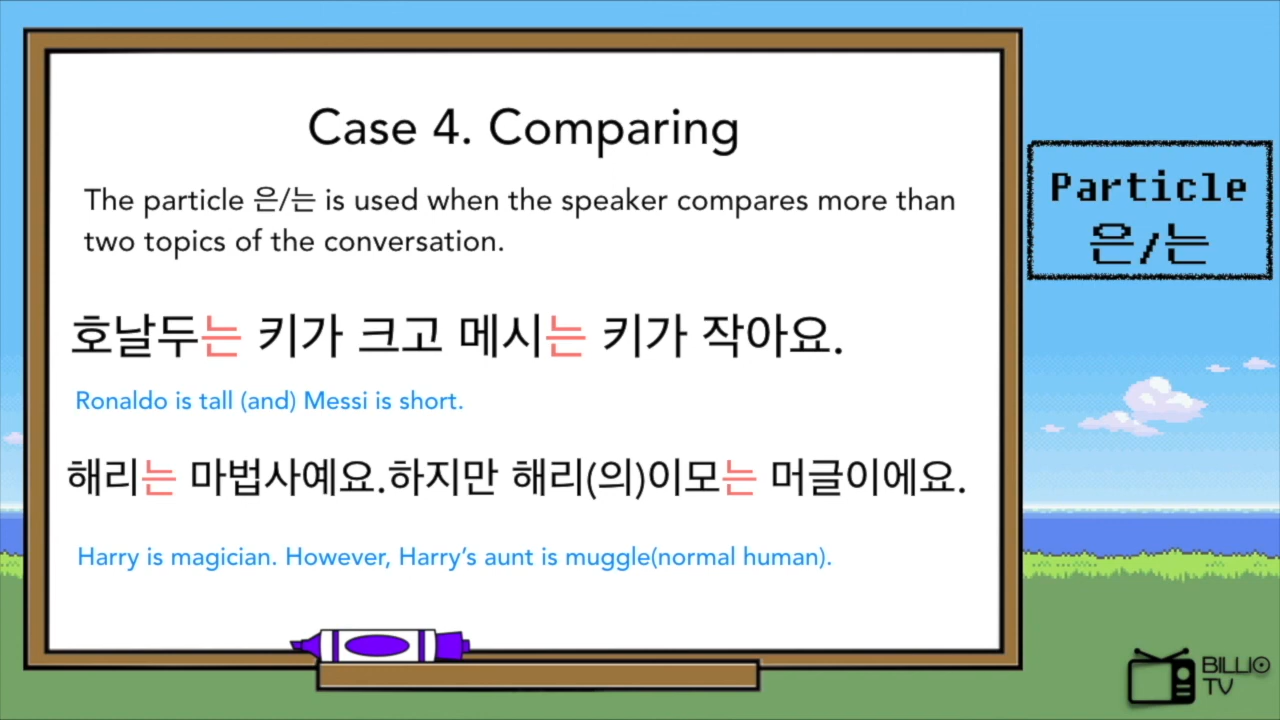 Case 4. Comparing
The particle 은/는 is used when the speaker compares more than
two topics of the conversation.
호날두는 키가 크고 메시는 키가 작아요.
Ronaldo is tall (and) Messi is short.
해리는 마법사예요.하지만 해리(의)이모는 머글이에요.
Harry is magician. However, Harry’s aunt is muggle(normal human).
Particle
은/는
BILLIO
TV